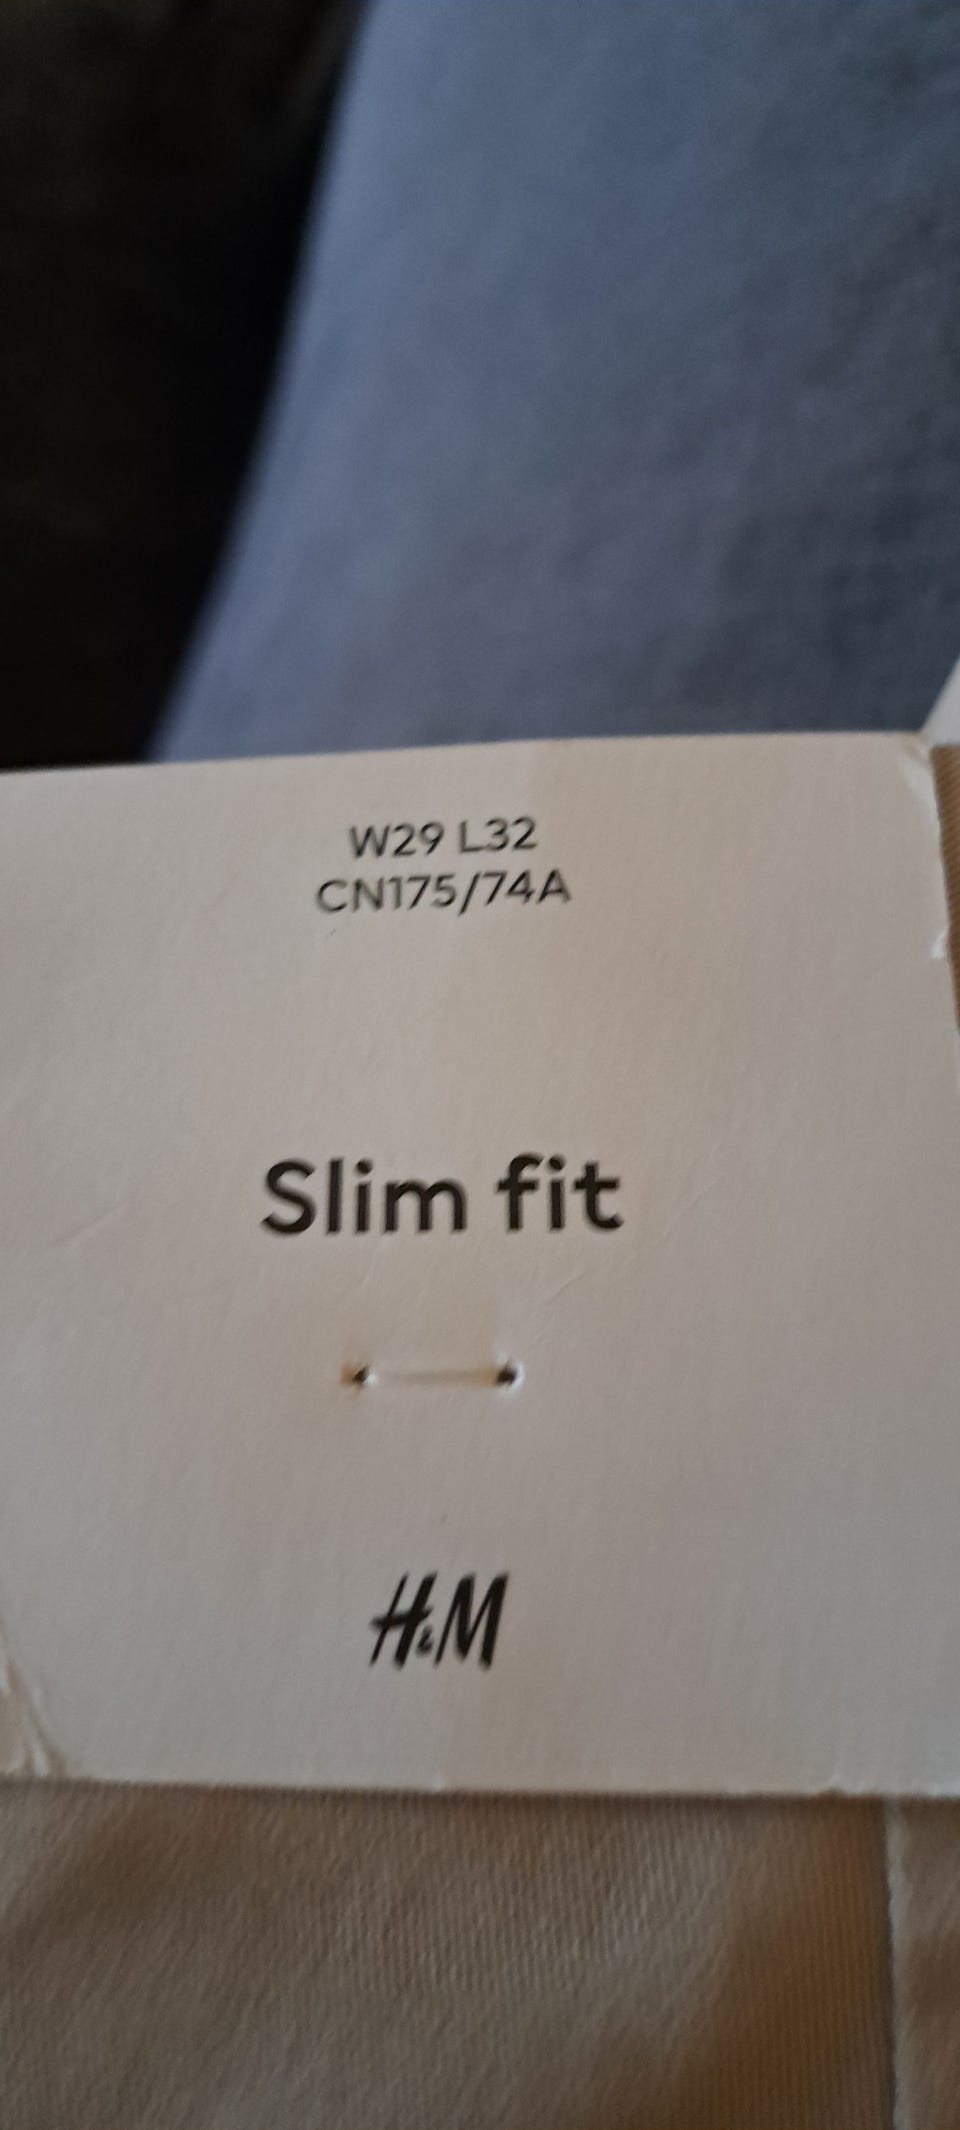 W29 L32
CN175/74A
Slim fit
H&M